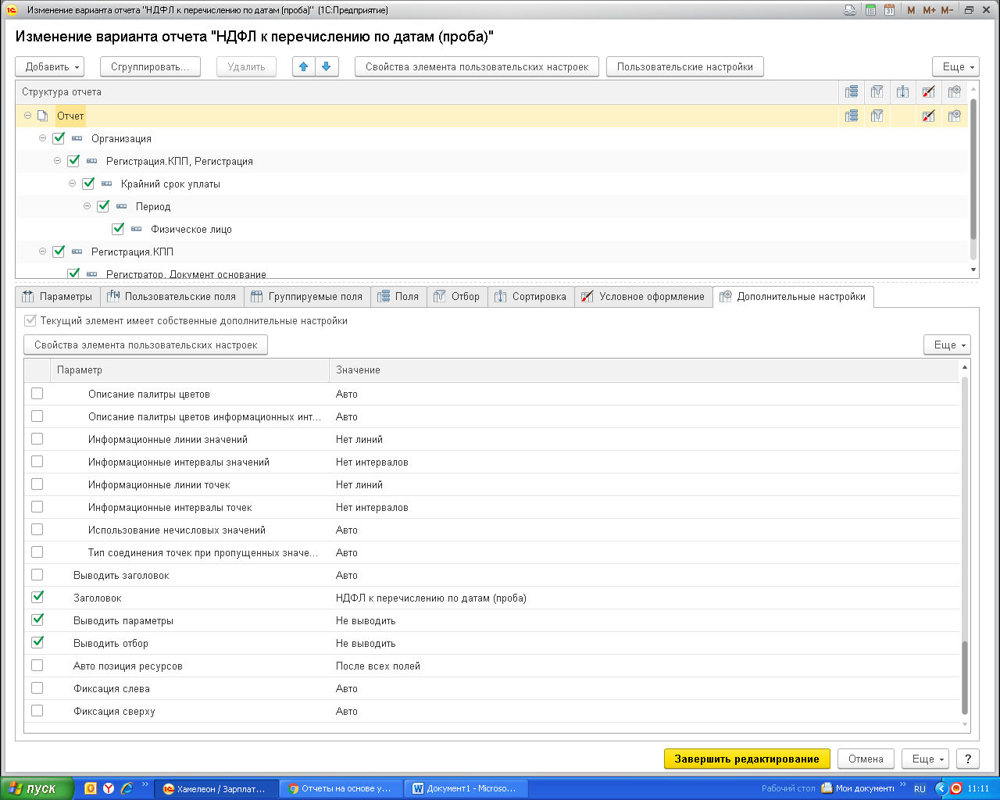 Изменение варианта отчета "НДФЛ к перечислению по датам (проба)" (1С:Предприятие)
M M+ M-
Изменение варианта отчета "НДФЛ к перечислению по датам (проба)"
Добавить Сгруппировать... Удалить Свойства элемента пользовательских настроек Пользовательские настройки Еще
Структура отчета
Отчет
Организация
Регистрация.КПП, Регистрация
Крайний срок уплаты
Период
Физическое лицо
Регистрация.КПП
Регистратор, Документ основание
Параметры Пользовательские поля Группируемые поля Поля Отбор Сортировка Условное оформление Дополнительные настройки
Текущий элемент имеет собственные дополнительные настройки
Свойства элемента пользовательских настроек Еще
Параметр Значение
Описание палитры цветов Авто
Описание палитры цветов информационных инт... Авто
Информационные линии значений Нет линий
Информационные интервалы значений Нет интервалов
Информационные линии точек Нет линий
Информационные интервалы точек Нет интервалов
Использование нечисловых значений Авто
Тип соединения точек при пропущенных значе... Авто
Выводить заголовок Авто
Заголовок НДФЛ к перечислению по датам (проба)
Выводить параметры Не выводить
Выводить отбор Не выводить
Авто позиция ресурсов После всех полей
Фиксация слева Авто
Фиксация сверху Авто
Завершить редактирование Отмена Еще ?
пуск Хамелеон / Зарплат... Отчеты на основе у... Документ1 - Microso... Рабочий стол Мои документы RU 11:11